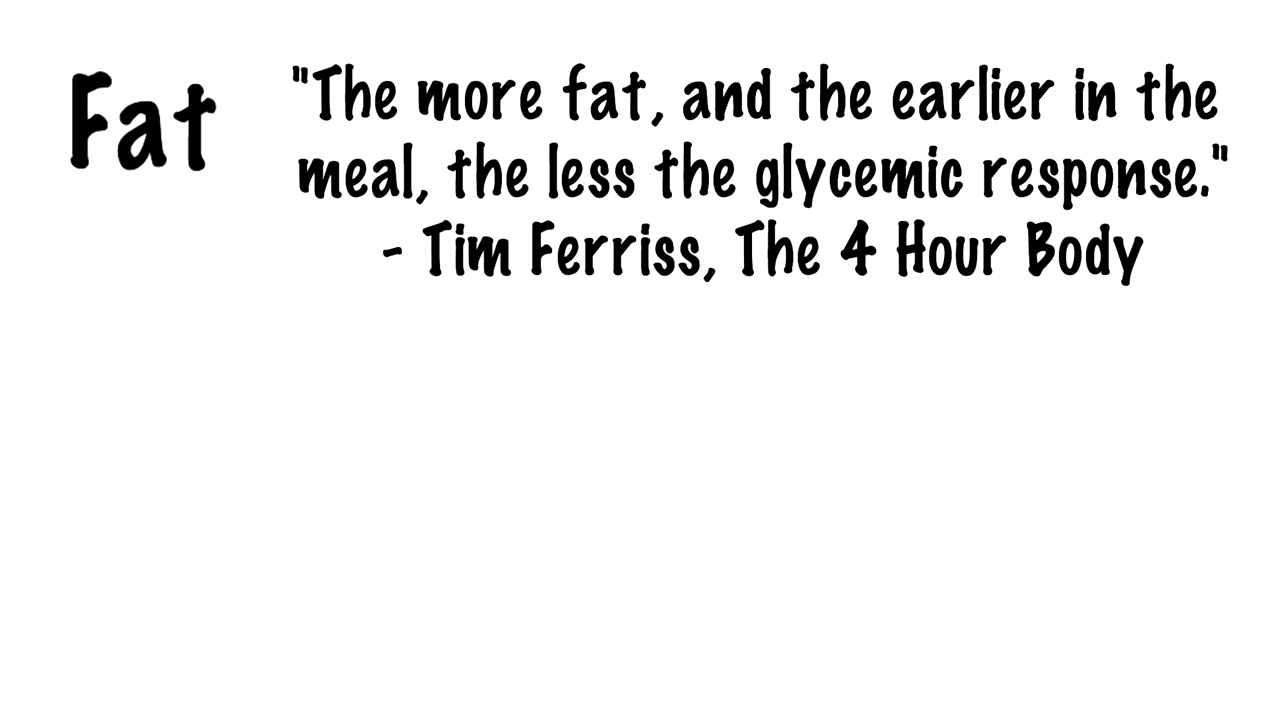 Fat
"The more fat, and the earlier in the
meal, the less the glycemic response."
- Tim Ferriss, The 4 Hour Body